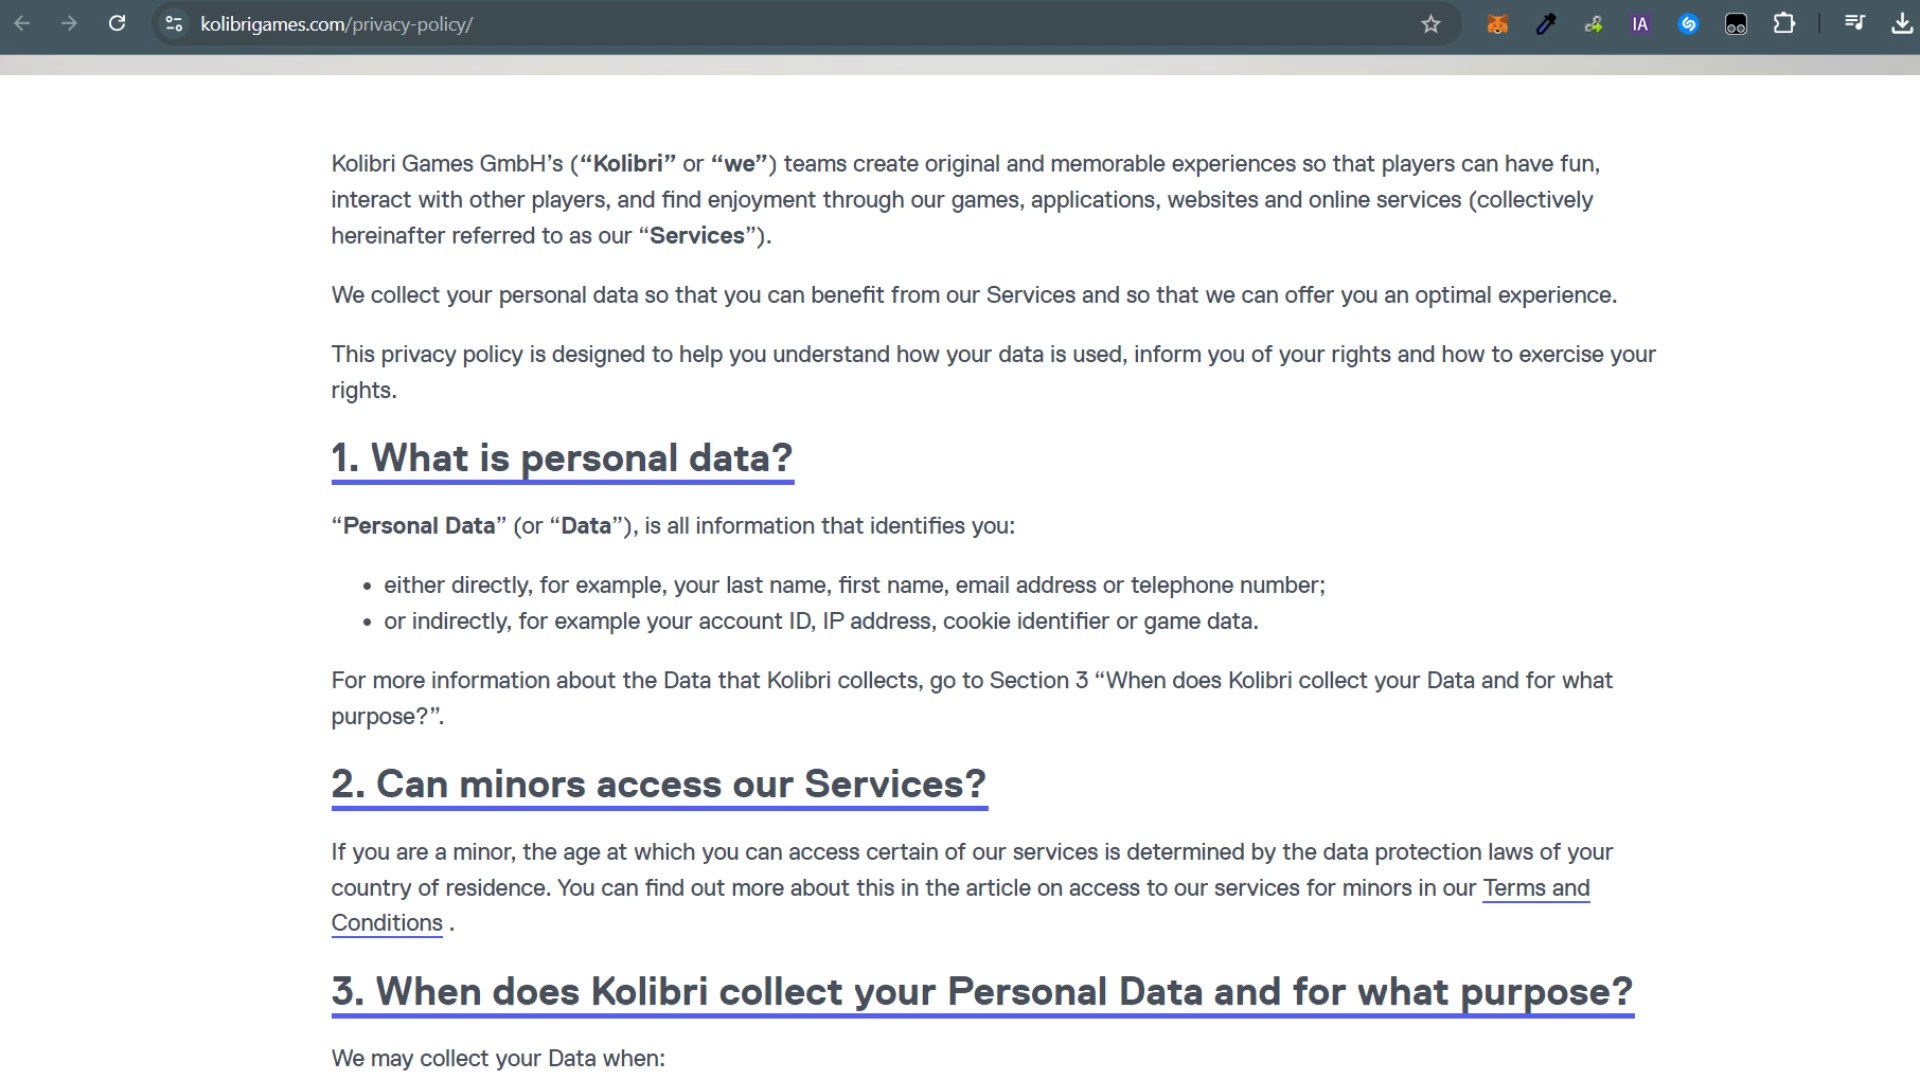 kolibrigames.com/privacy-policy/
IA
Kolibri Games GmbH’s (“Kolibri” or “we”) teams create original and memorable experiences so that players can have fun,
interact with other players, and find enjoyment through our games, applications, websites and online services (collectively
hereinafter referred to as our “Services”).
We collect your personal data so that you can benefit from our Services and so that we can offer you an optimal experience.
This privacy policy is designed to help you understand how your data is used, inform you of your rights and how to exercise your
rights.
1. What is personal data?
“Personal Data” (or “Data”), is all information that identifies you:
• either directly, for example, your last name, first name, email address or telephone number;
• or indirectly, for example your account ID, IP address, cookie identifier or game data.
For more information about the Data that Kolibri collects, go to Section 3 “When does Kolibri collect your Data and for what
purpose?”.
2. Can minors access our Services?
If you are a minor, the age at which you can access certain of our services is determined by the data protection laws of your
country of residence. You can find out more about this in the article on access to our services for minors in our Terms and
Conditions .
3. When does Kolibri collect your Personal Data and for what purpose?
We may collect your Data when: